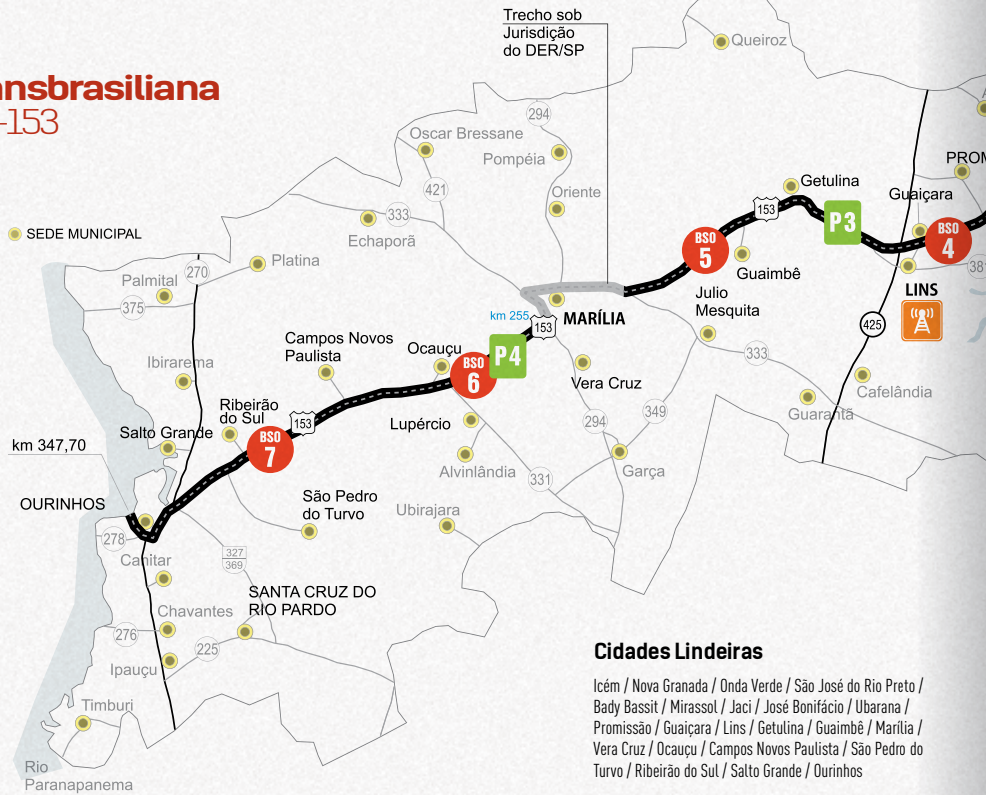 Trecho sob
Jurisdição
do DER/SP
Queiroz
ansbrasiliana
-153
294
Oscar Bressane
Pompéia
PROM
421
Oriente
Getulina
Guaiçara
333
153
P3
BSO
4
SEDE MUNICIPAL
Echaporã
BSO
5
Platina
270
Guaimbê
381
Palmital
375
Julio
Mesquita
LINS
km 255
153
MARÍLIA
425
Campos Novos
Paulista
Ocauçu
P4
333
Ibirarema
BSO
6
Vera Cruz
Cafelândia
Ribeirão
do Sul
153
349
Guarantã
Salto Grande
Lupércio
294
km 347,70
BSO
7
Alvinlândia
331
Garça
OURINHOS
São Pedro
do Turvo
Ubirajara
278
Canitar
327
369
SANTA CRUZ DO
RIO PARDO
Chavantes
276
225
Ipauçu
Timburi
Rio
Paranapanema
Cidades Lindeiras
Icém / Nova Granada / Onda Verde / São José do Rio Preto /
Bady Bassit / Mirassol / Jaci / José Bonifácio / Ubarana /
Promissão / Guaiçara / Lins / Getulina / Guaimbê / Marília /
Vera Cruz / Ocauçu / Campos Novos Paulista / São Pedro do
Turvo / Ribeirão do Sul / Salto Grande / Ourinhos